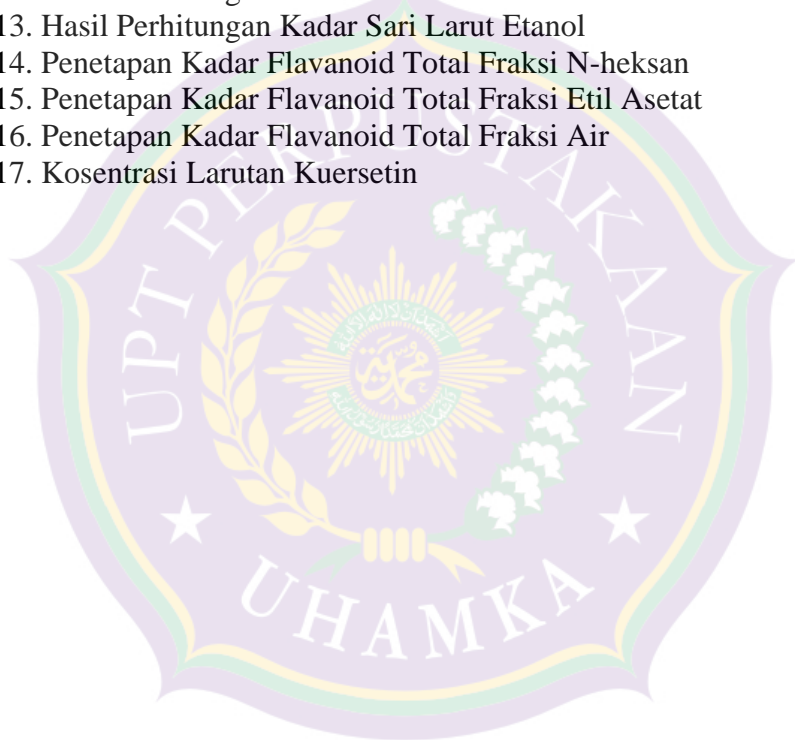 13. Hasil Perhitungan Kadar Sari Larut Etanol
14. Penetapan Kadar Flavanoid Total Fraksi N-heksan
15. Penetapan Kadar Flavanoid Total Fraksi Etil Asetat
16. Penetapan Kadar Flavanoid Total Fraksi Air
17. Kosentrasi Larutan Kuersetin
UPT PERPUSTAKAAN
UHAMKA